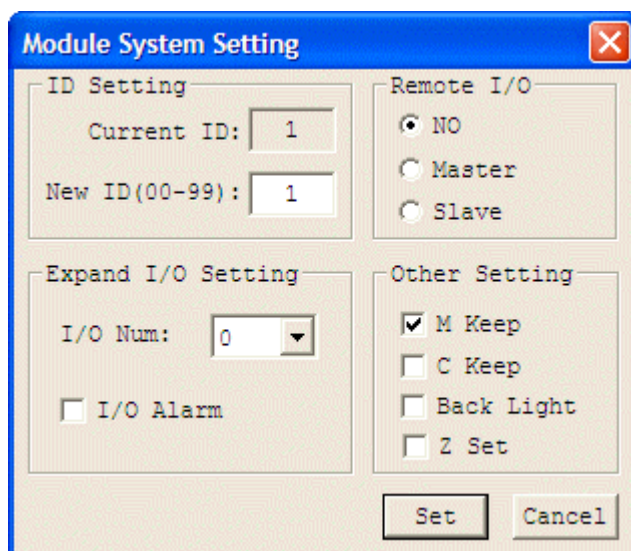 Module System Setting
ID Setting
Current ID: 1
New ID(00-99): 1
Remote I/O
NO
Master
Slave
Expand I/O Setting
I/O Num: 0
I/O Alarm
Other Setting
M Keep
C Keep
Back Light
Z Set
Set Cancel